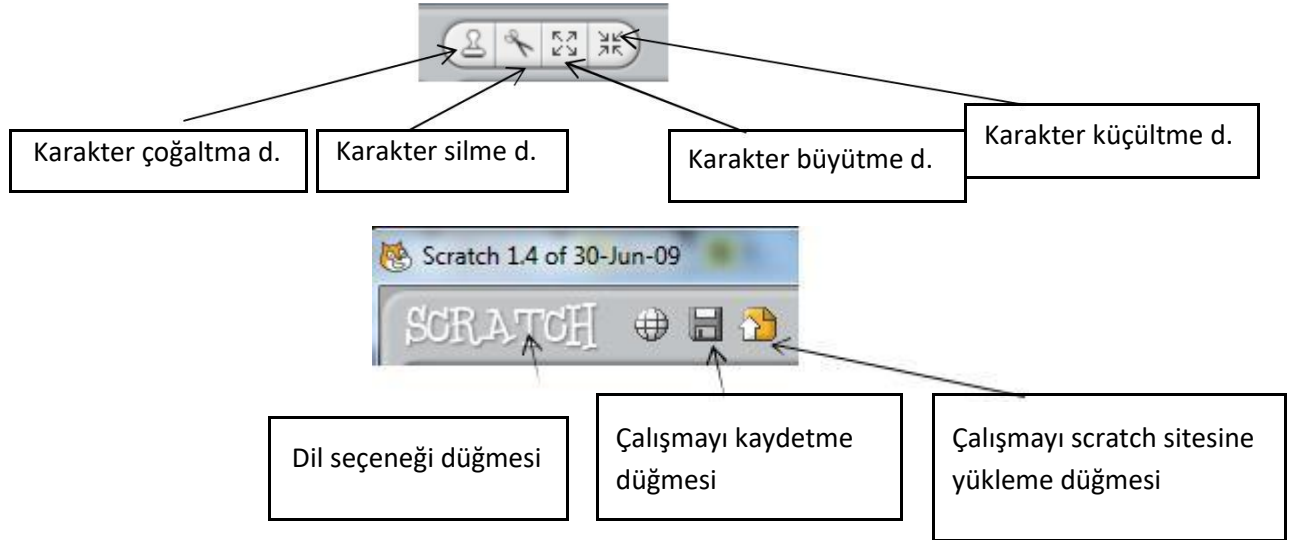 Karakter çoğaltma d.
Karakter silme d.
Karakter büyütme d.
Karakter küçültme d.
Scratch 1.4 of 30-Jun-09
SCRATCH
Dil seçeneği düğmesi
Çalışmayı kaydetme
düğmesi
Çalışmayı scratch sitesine
yükleme düğmesi